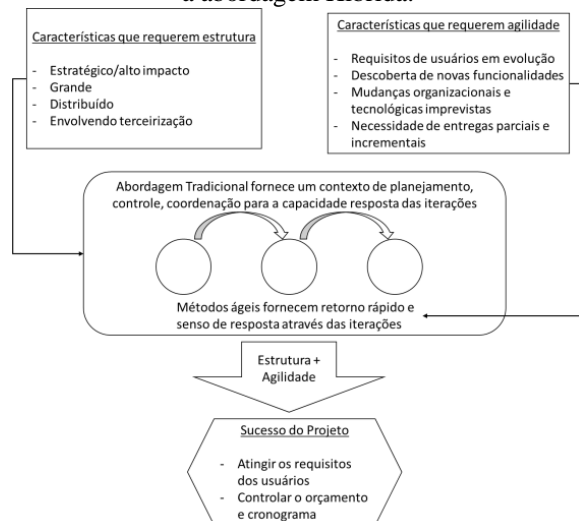 a abordagem Híbrida.
Características que requerem estrutura
- Estratégico/alto impacto
- Grande
- Distribuído
- Envolvendo terceirização
Características que requerem agilidade
- Requisitos de usuários em evolução
- Descoberta de novas funcionalidades
- Mudanças organizacionais e
tecnológicas imprevistas
- Necessidade de entregas parciais e
incrementais
Abordagem Tradicional fornece um contexto de planejamento,
controle, coordenação para a capacidade resposta das iterações
Métodos ágeis fornecem retorno rápido e
senso de resposta através das iterações
Estrutura +
Agilidade
Sucesso do Projeto
- Atingir os requisitos
dos usuários
- Controlar o orçamento
e cronograma